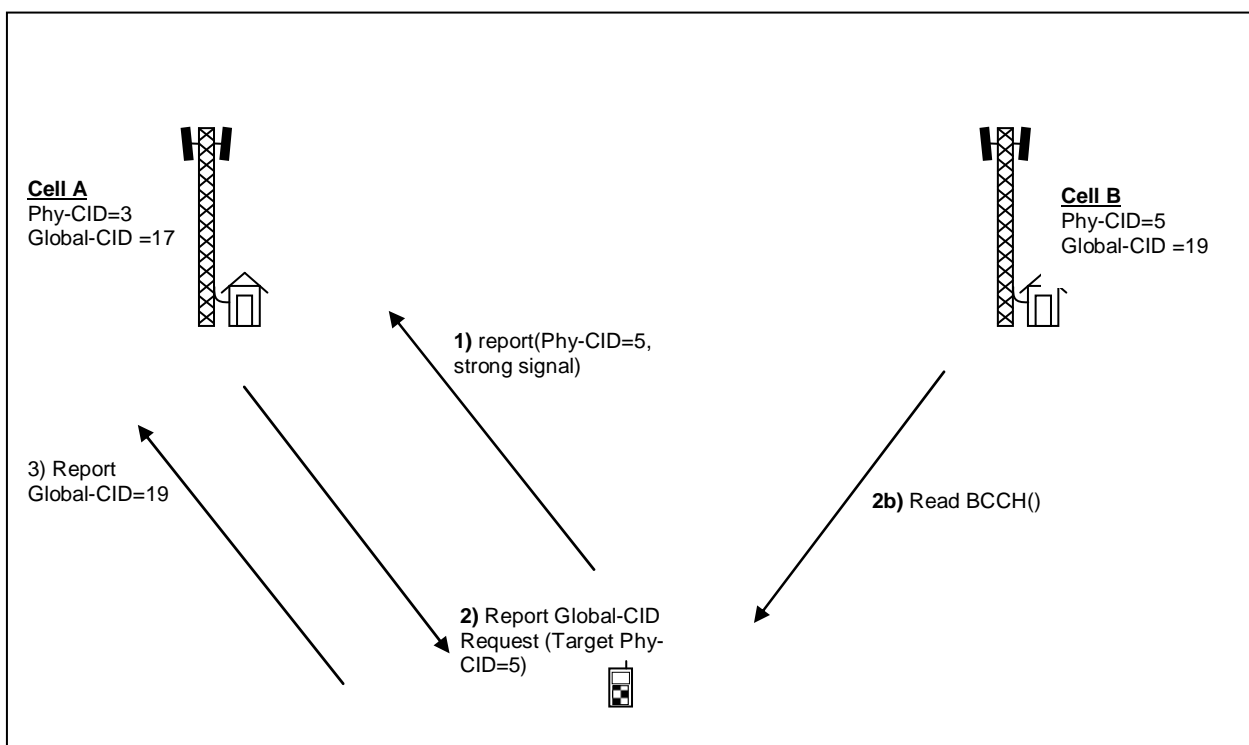 Cell A
Phy-CID=3
Global-CID =17
Cell B
Phy-CID=5
Global-CID =19
1) report(Phy-CID=5,
strong signal)
3) Report
Global-CID=19
2b) Read BCCH()
2) Report Global-CID
Request (Target Phy-
CID=5)